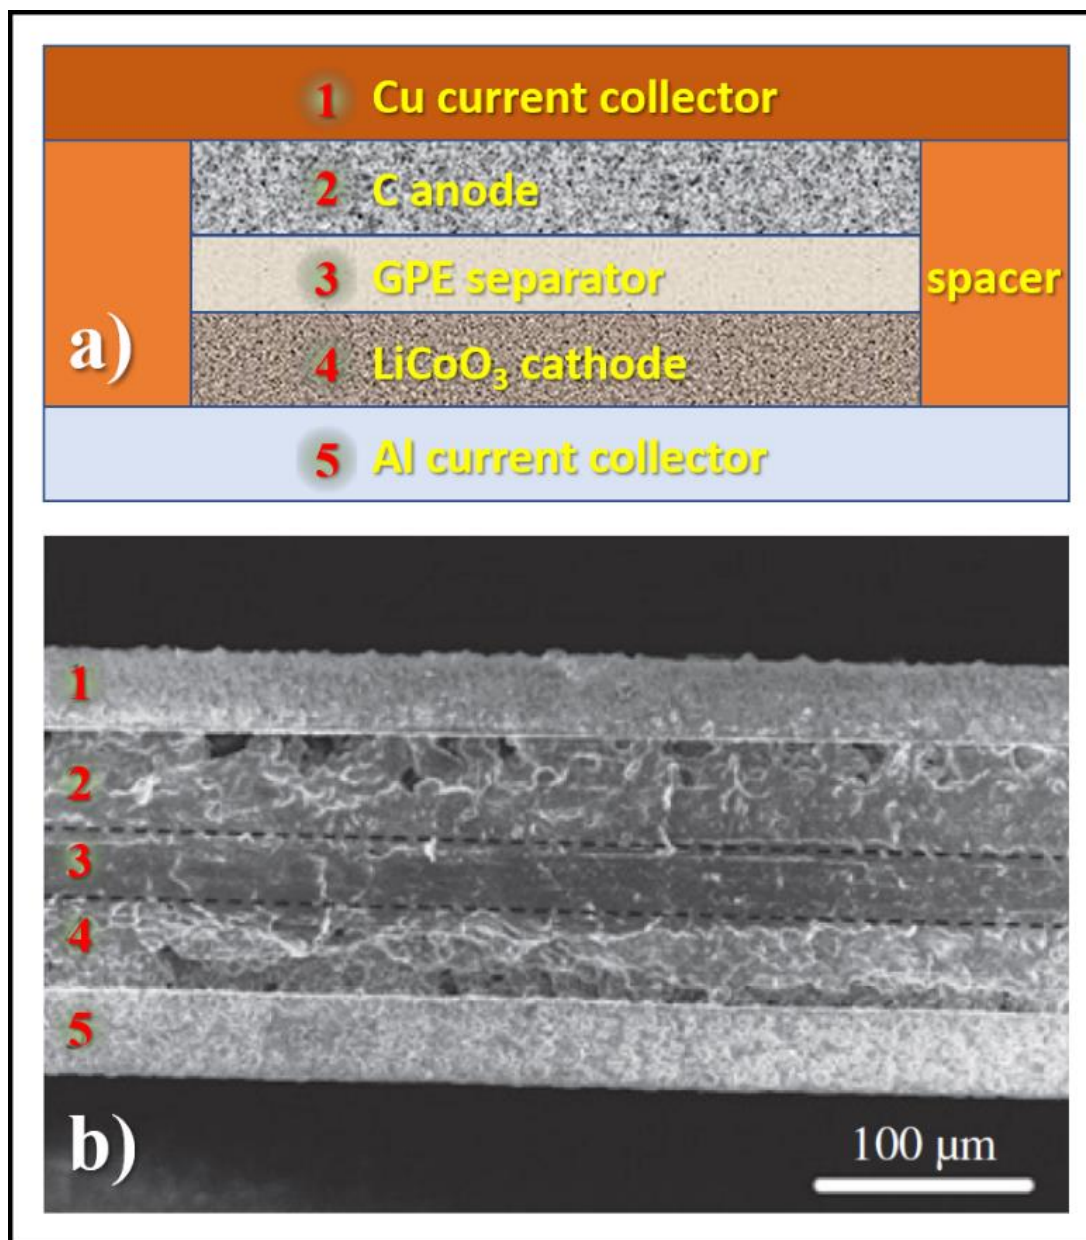 1 Cu current collector
2 C anode
3 GPE separator
spacer
a)
4 LiCoO₃ cathode
5 Al current collector
1
2
3
4
5
b)
100 μm